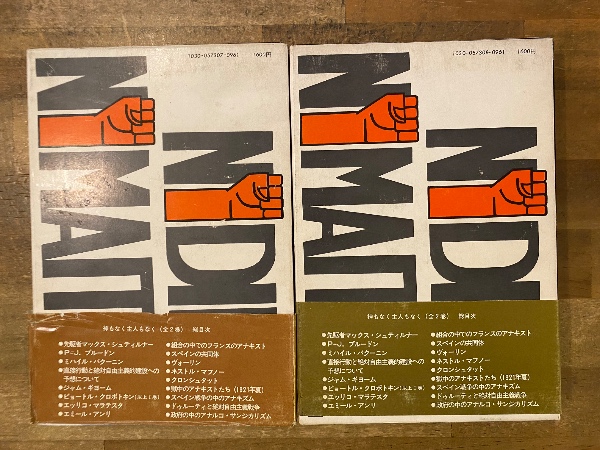 1030-057307-0961 1600円
NI
MAIT
NI
DI
神もなく主人もなく（全2巻） 総目次
●先駆者マックス・シュティルナー
●P=J．プルードン
●ミハイル・バクーニン
●直接行動と絶対自由主義的建設への
予想について
●ジャム・ギヨーム
●ピョートル・クロポトキン（以上Ⅰ巻）
●エッリコ・マラテスタ
●エミール・アンリ
●組合の中でのフランスのアナキスト
●スペインの共同体
●ヴォーリン
●ネストル・マフノー
●クロンシュタット
●獄中のアナキストたち（1921年夏）
●スペイン戦争の中のアナキズム
●ドゥルーティと絶対自由主義戦争
●政府の中のアナルコ・サンジカリズム
1030-057308-0961 1600円
NI
MAIT
NI
DI
神もなく主人もなく（全2巻） 総目次
●先駆者マックス・シュティルナー
●P=J．プルードン
●ミハイル・バクーニン
●直接行動と絶対自由主義的建設への
予想について
●ジャム・ギヨーム
●ピョートル・クロポトキン（以上Ⅰ巻）
●エッリコ・マラテスタ
●エミール・アンリ
●組合の中でのフランスのアナキスト
●スペインの共同体
●ヴォーリン
●ネストル・マフノー
●クロンシュタット
●獄中のアナキストたち（1921年夏）
●スペイン戦争の中のアナキズム
●ドゥルーティと絶対自由主義戦争
●政府の中のアナルコ・サンジカリズム